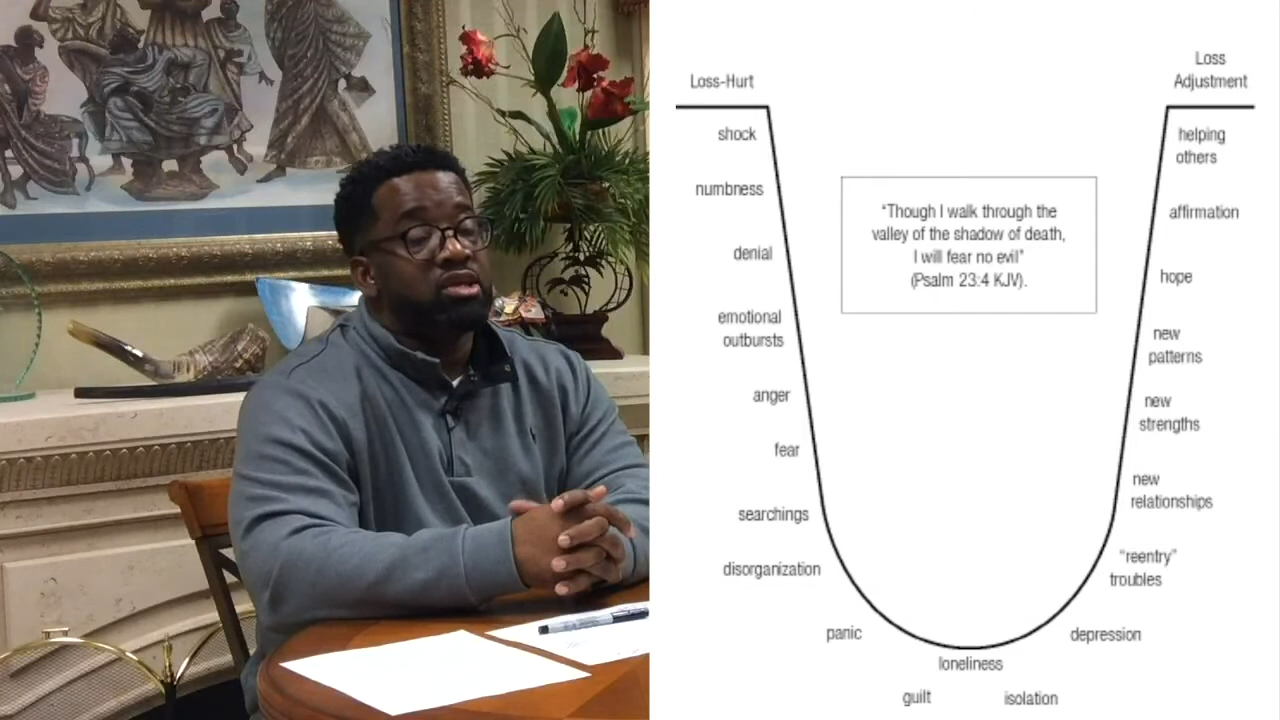 Loss-Hurt
Loss
Adjustment
shock
numbness
denial
emotional
outbursts
anger
fear
searchings
disorganization
panic
loneliness
guilt
isolation
depression
"reentry"
troubles
new
relationships
new
strengths
new
patterns
hope
affirmation
helping
others
"Though I walk through the
valley of the shadow of death,
I will fear no evil"
(Psalm 23:4 KJV).